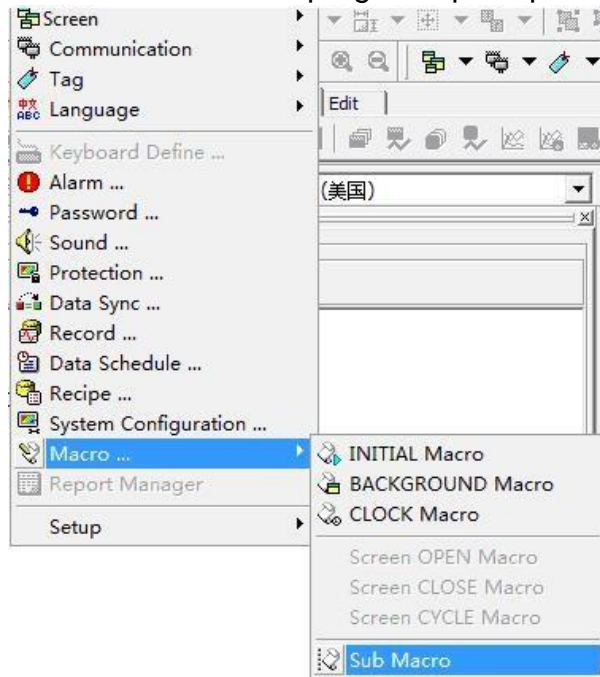 Screen
Communication
Tag
Language
Keyboard Define ...
Alarm ...
Password ...
Sound ...
Protection ...
Data Sync ...
Record ...
Data Schedule ...
Recipe ...
System Configuration ...
Macro ...
Report Manager
Setup
Edit
(美国)
INITIAL Macro
BACKGROUND Macro
CLOCK Macro
Screen OPEN Macro
Screen CLOSE Macro
Screen CYCLE Macro
Sub Macro